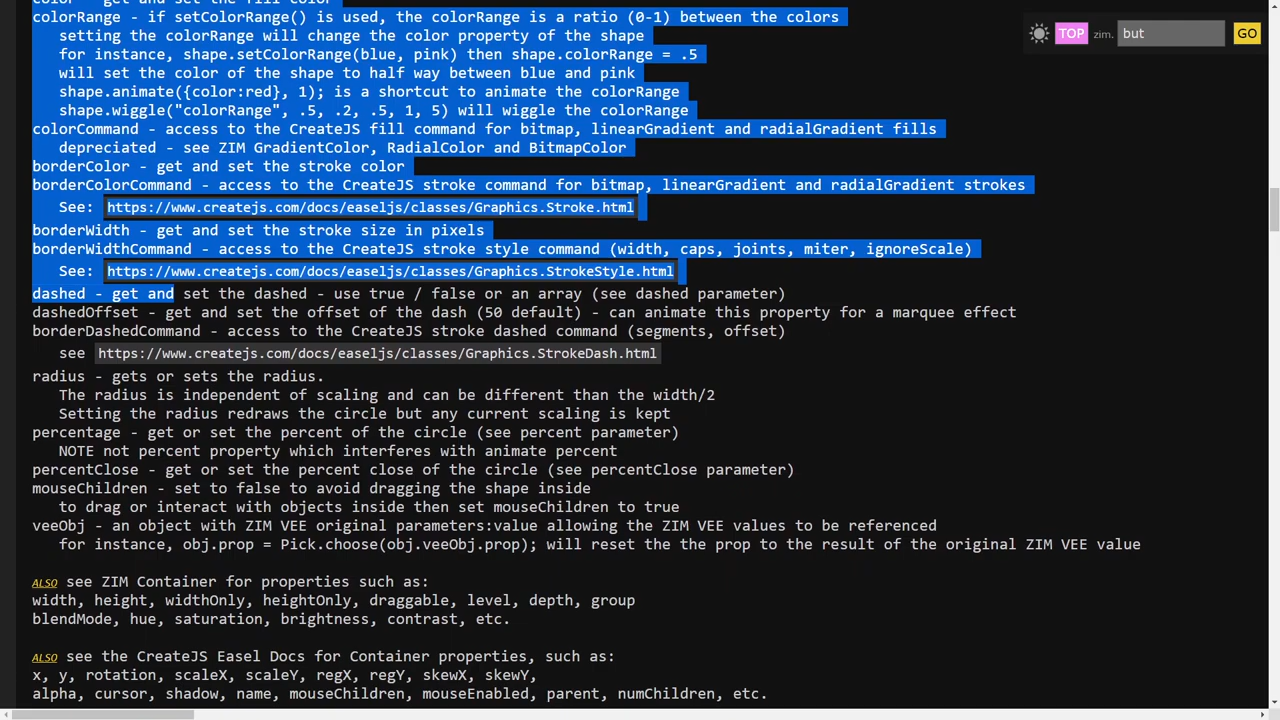 color - get and set the fill color
colorRange - if setColorRange() is used, the colorRange is a ratio (0-1) between the colors
setting the colorRange will change the color property of the shape
for instance, shape.setColorRange(blue, pink) then shape.colorRange = .5
will set the color of the shape to half way between blue and pink
shape.animate({color:red}, 1); is a shortcut to animate the colorRange
shape.wiggle("colorRange", .5, .2, .5, 1, 5) will wiggle the colorRange
colorCommand - access to the CreateJS fill command for bitmap, linearGradient and radialGradient fills
depreciated - see ZIM GradientColor, RadialColor and BitmapColor
borderColor - get and set the stroke color
borderColorCommand - access to the CreateJS stroke command for bitmap, linearGradient and radialGradient strokes
See: https://www.createjs.com/docs/easeljs/classes/Graphics.Stroke.html
borderWidth - get and set the stroke size in pixels
borderWidthCommand - access to the CreateJS stroke style command (width, caps, joints, miter, ignoreScale)
See: https://www.createjs.com/docs/easeljs/classes/Graphics.StrokeStyle.html
dashed - get and set the dashed - use true / false or an array (see dashed parameter)
dashedOffset - get and set the offset of the dash (50 default) - can animate this property for a marquee effect
borderDashedCommand - access to the CreateJS stroke dashed command (segments, offset)
see https://www.createjs.com/docs/easeljs/classes/Graphics.StrokeDash.html
radius - gets or sets the radius.
The radius is independent of scaling and can be different than the width/2
Setting the radius redraws the circle but any current scaling is kept
percentage - get or set the percent of the circle (see percent parameter)
NOTE not percent property which interferes with animate percent
percentClose - get or set the percent close of the circle (see percentClose parameter)
mouseChildren - set to false to avoid dragging the shape inside
to drag or interact with objects inside then set mouseChildren to true
veeObj - an object with ZIM VEE original parameters:value allowing the ZIM VEE values to be referenced
for instance, obj.prop = Pick.choose(obj.veeObj.prop); will reset the the prop to the result of the original ZIM VEE value
ALSO see ZIM Container for properties such as:
width, height, widthOnly, heightOnly, draggable, level, depth, group
blendMode, hue, saturation, brightness, contrast, etc.
ALSO see the CreateJS Easel Docs for Container properties, such as:
x, y, rotation, scaleX, scaleY, regX, regY, skewX, skewY,
alpha, cursor, shadow, name, mouseChildren, mouseEnabled, parent, numChildren, etc.
TOP zim. but GO